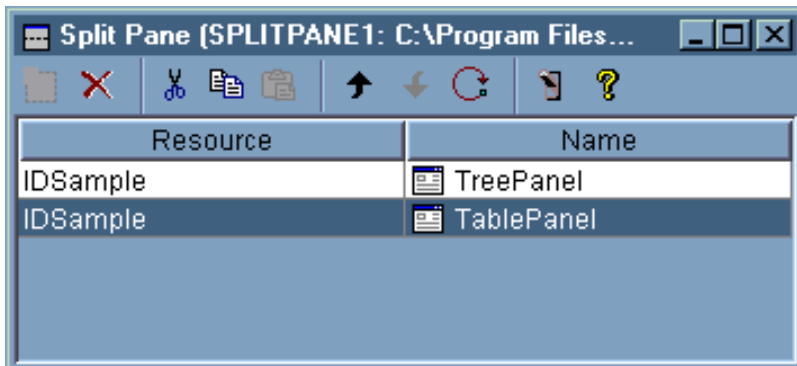 Split Pane (SPLITPANE1: C:\Program Files...
Resource Name
IDSample TreePanel
IDSample TablePanel